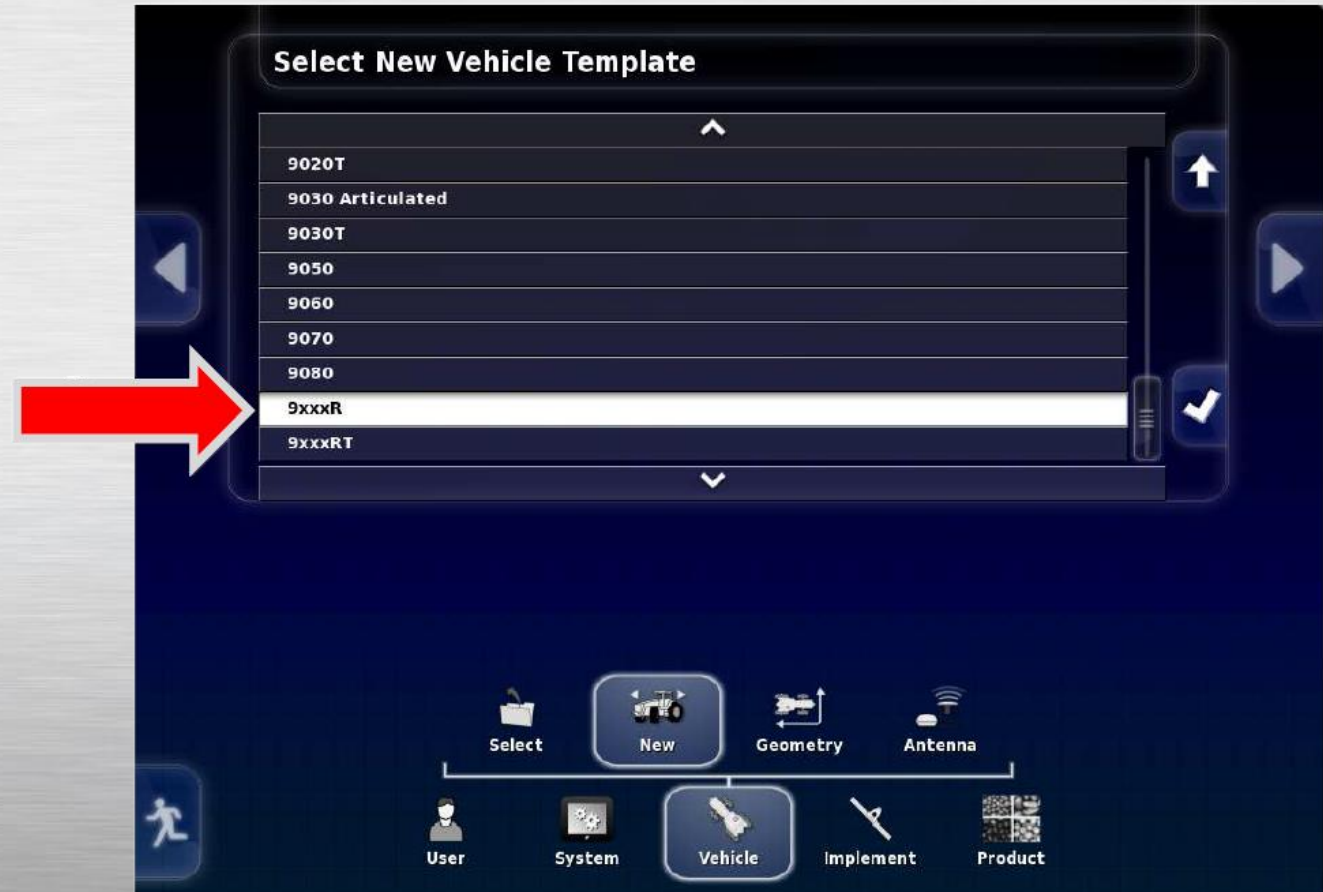 Select New Vehicle Template
9020T
9030 Articulated
9030T
9050
9060
9070
9080
9xxxR
9xxxRT
Select New Geometry Antenna
User System Vehicle Implement Product